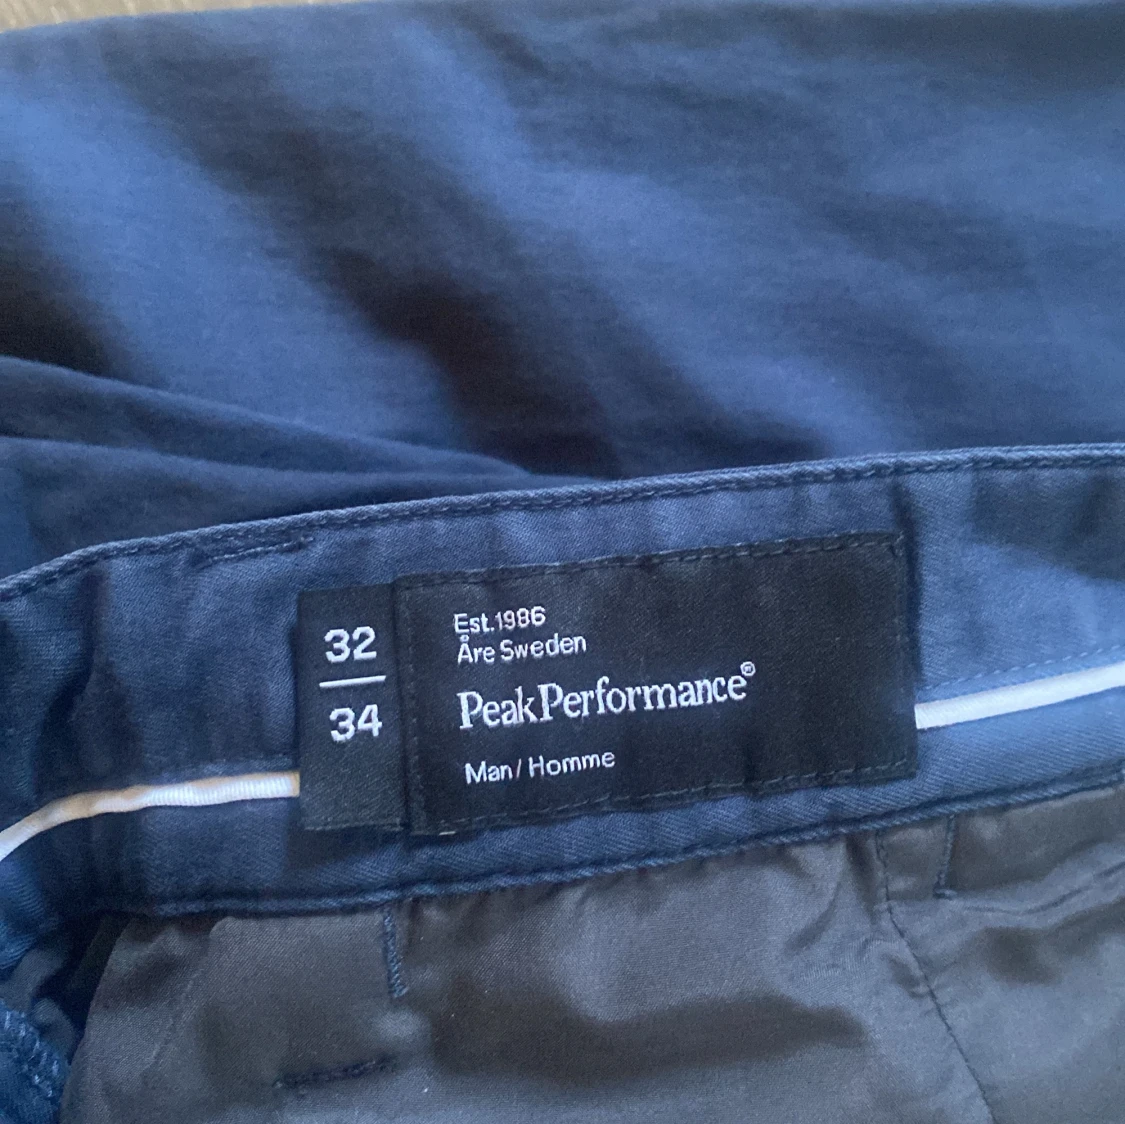 32
34
Est.1986
Åre Sweden
PeakPerformance®
Man/Homme